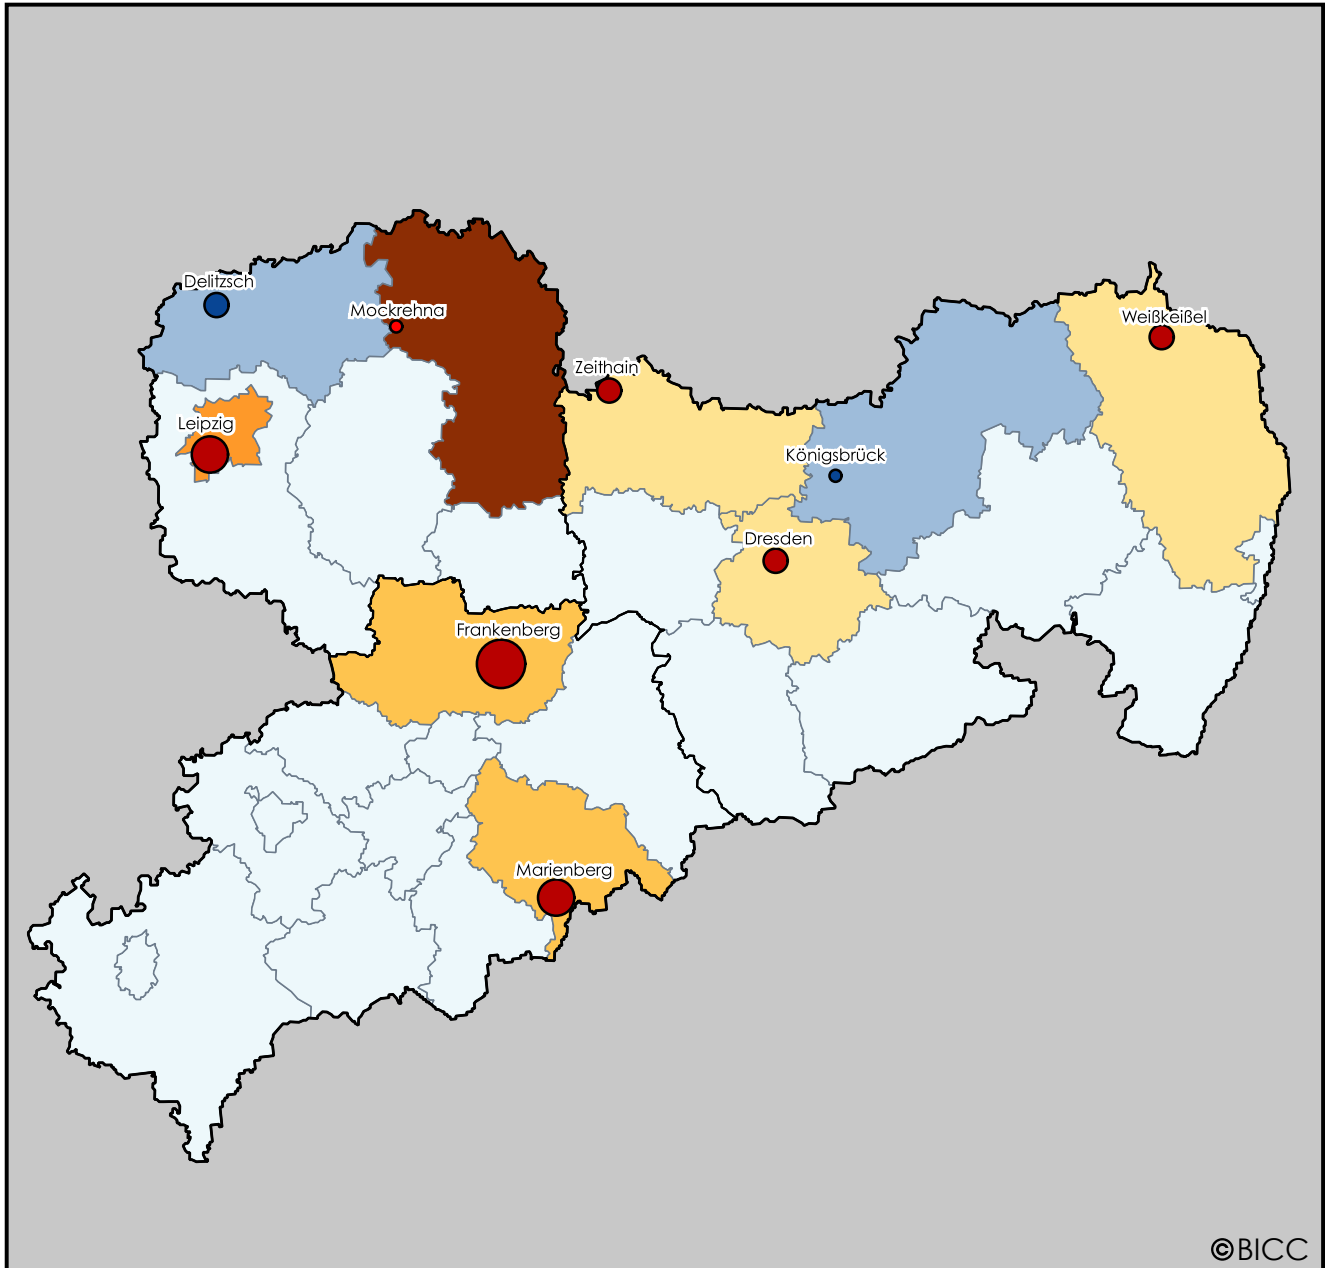 Delitzsch
Mockrehna
Weißkeißel
Zeithain
Leipzig
Königsbrück
Dresden
Frankenberg
Marienberg
©BICC